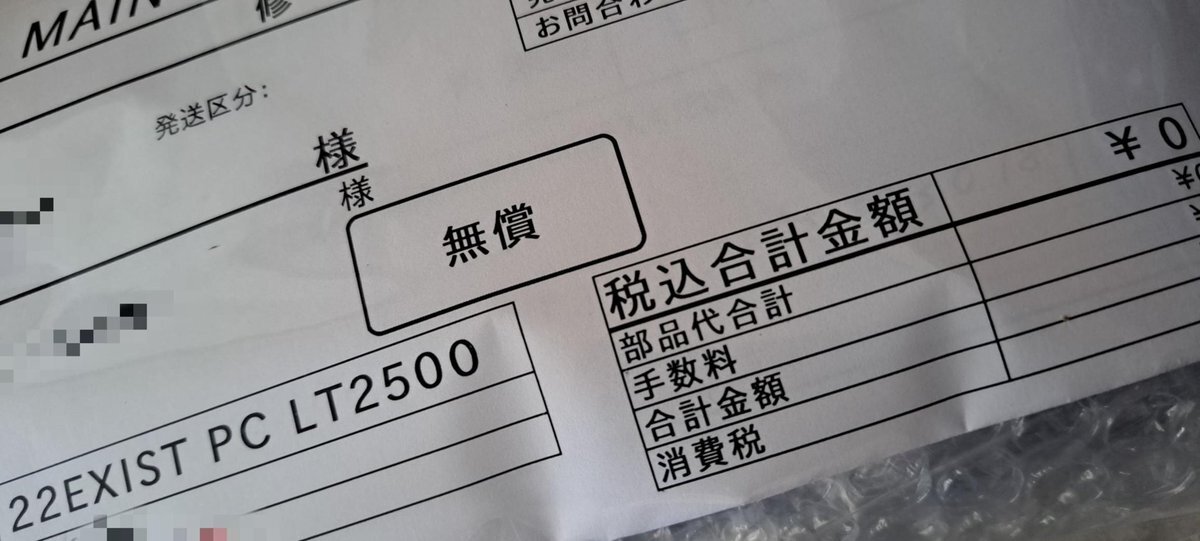 MAIN
修
お問合わ
発送区分:
様
様
無償
22EXIST PC LT2500
税込合計金額 ¥ 0
部品代合計 ¥0
手数料 ¥
合計金額
消費税